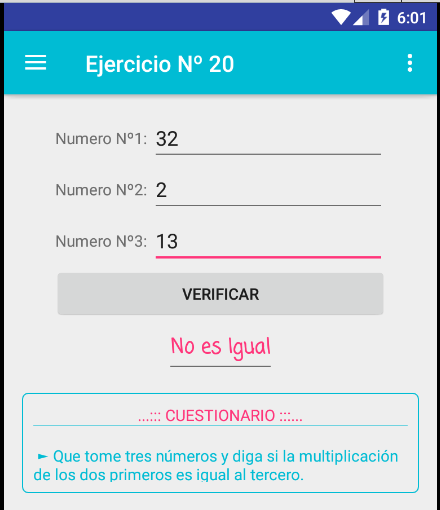 6:01
Ejercicio Nº 20
Numero Nº1: 32
Numero Nº2: 2
Numero Nº3: 13
VERIFICAR
No es Igual
...::: CUESTIONARIO :::...
► Que tome tres números y diga si la multiplicación
de los dos primeros es igual al tercero.